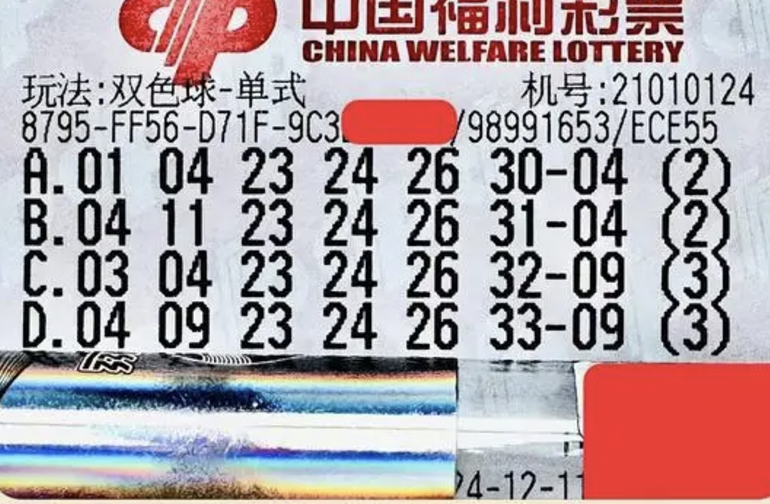 中国福利彩票
CHINA WELFARE LOTTERY
玩法:双色球-单式 机号:21010124
8795-FF56-D71F-9C3 /98991653/ECE55
A.01 04 23 24 26 30-04 (2)
B.04 11 23 24 26 31-04 (2)
C.03 04 23 24 26 32-09 (3)
D.04 09 23 24 26 33-09 (3)
24-12-11